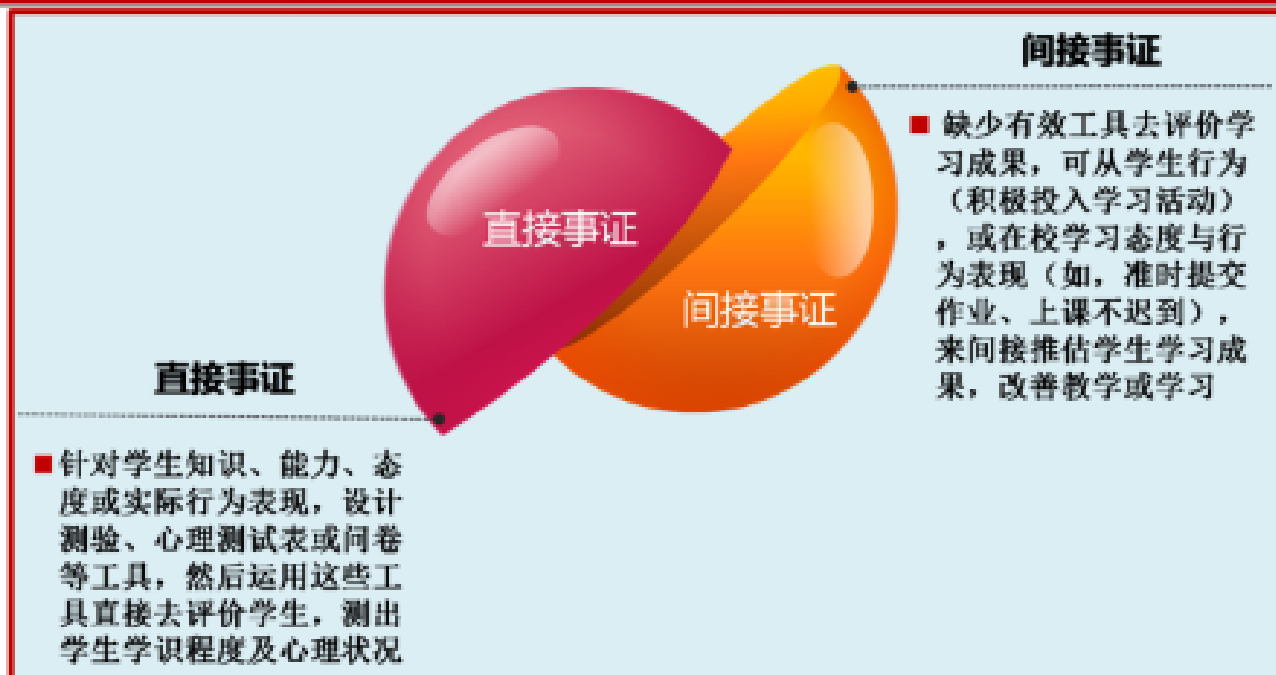 间接事证
■ 缺少有效工具去评价学
习成果，可从学生行为
（积极投入学习活动）
，或在校学习态度与行
为表现（如，准时提交
作业、上课不迟到），
来间接推估学生学习成
果，改善教学或学习
直接事证
间接事证
直接事证
■ 针对学生知识、能力、态
度或实际行为表现，设计
测验、心理测试表或问卷
等工具，然后运用这些工
具直接去评价学生，测出
学生学识程度及心理状况